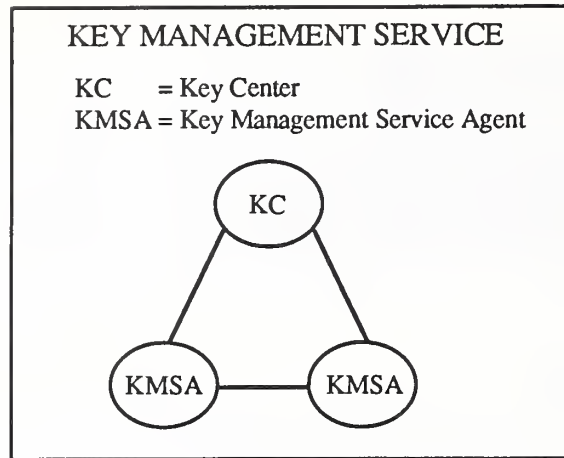 KEY MANAGEMENT SERVICE
KC = Key Center
KMSA = Key Management Service Agent
KC
KMSA KMSA